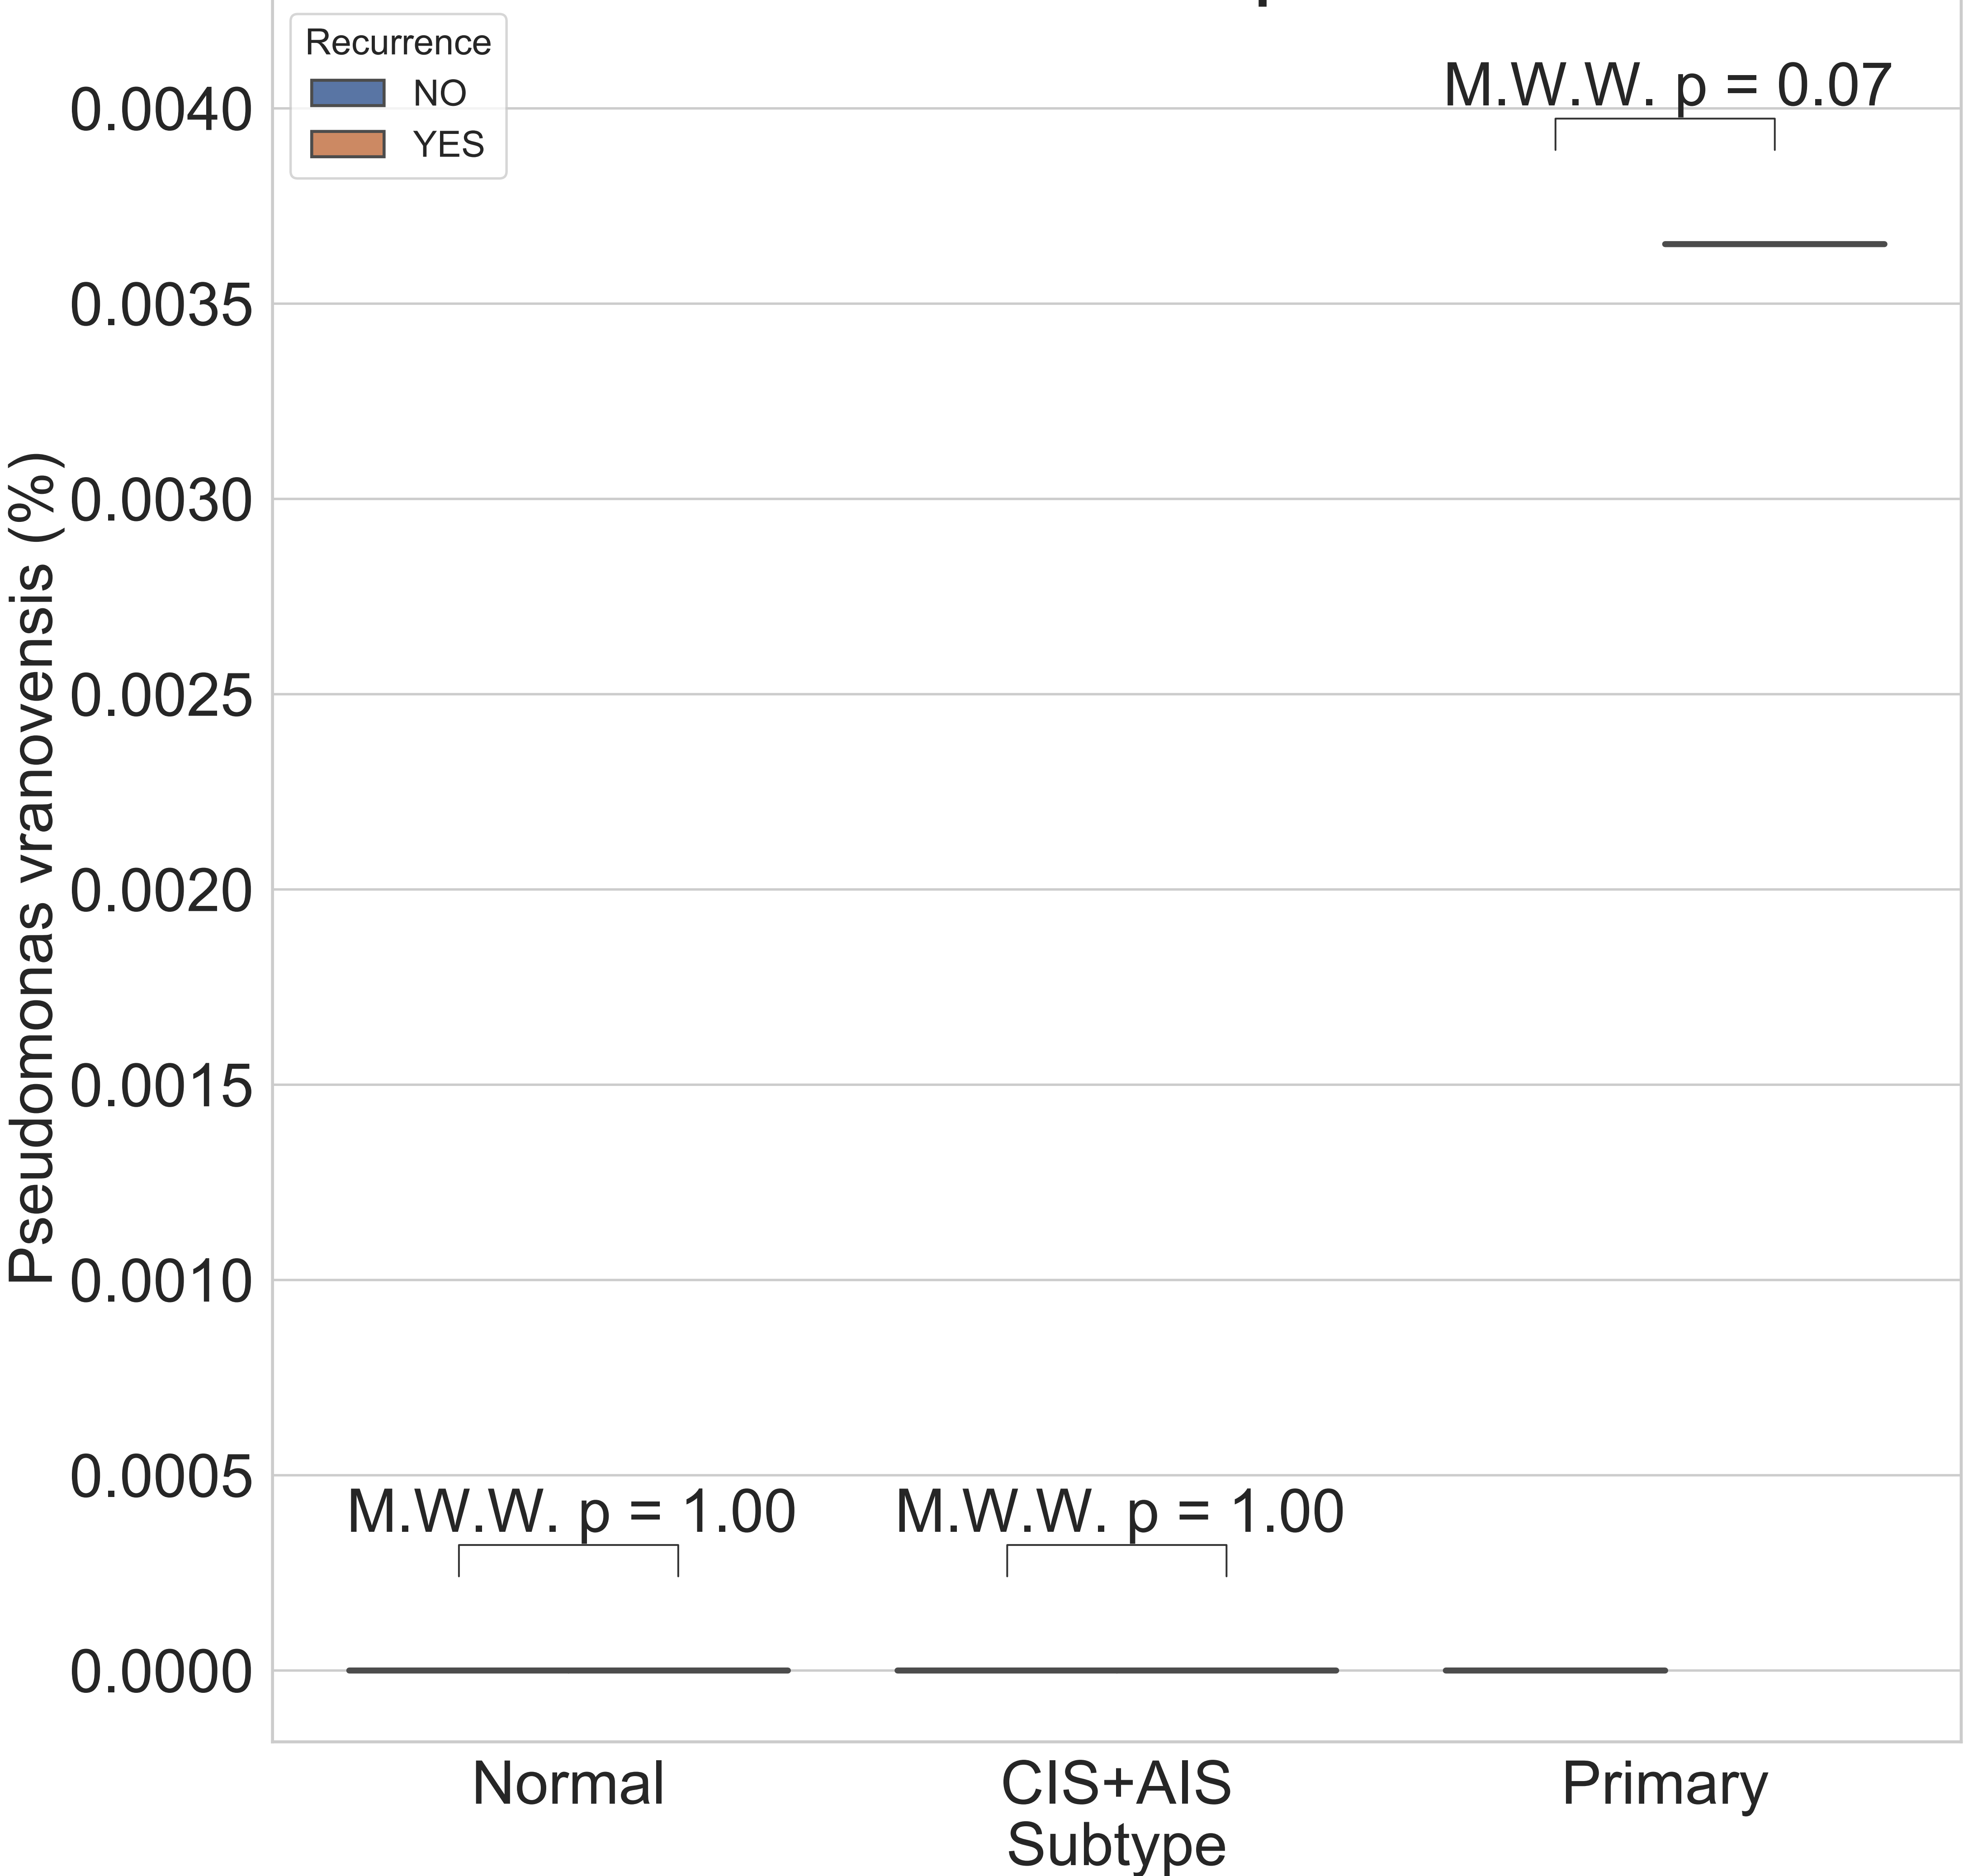 Recurrence
NO
YES
M.W.W. p = 0.07
0.0040
0.0035
0.0030
0.0025
0.0020
0.0015
0.0010
0.0005
0.0000
Pseudomonas vranovensis (%)
M.W.W. p = 1.00
M.W.W. p = 1.00
Normal
CIS+AIS
Primary
Subtype